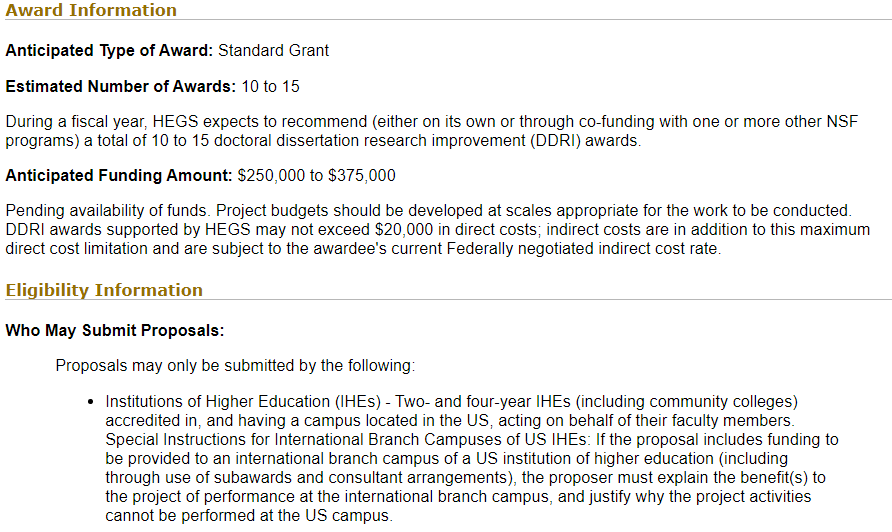 Award Information
Anticipated Type of Award: Standard Grant
Estimated Number of Awards: 10 to 15
During a fiscal year, HEGS expects to recommend (either on its own or through co-funding with one or more other NSF
programs) a total of 10 to 15 doctoral dissertation research improvement (DDRI) awards.
Anticipated Funding Amount: $250,000 to $375,000
Pending availability of funds. Project budgets should be developed at scales appropriate for the work to be conducted.
DDRI awards supported by HEGS may not exceed $20,000 in direct costs; indirect costs are in addition to this maximum
direct cost limitation and are subject to the awardee's current Federally negotiated indirect cost rate.
Eligibility Information
Who May Submit Proposals:
Proposals may only be submitted by the following:
• Institutions of Higher Education (IHEs) - Two- and four-year IHEs (including community colleges)
accredited in, and having a campus located in the US, acting on behalf of their faculty members.
Special Instructions for International Branch Campuses of US IHEs: If the proposal includes funding to
be provided to an international branch campus of a US institution of higher education (including
through use of subawards and consultant arrangements), the proposer must explain the benefit(s) to
the project of performance at the international branch campus, and justify why the project activities
cannot be performed at the US campus.